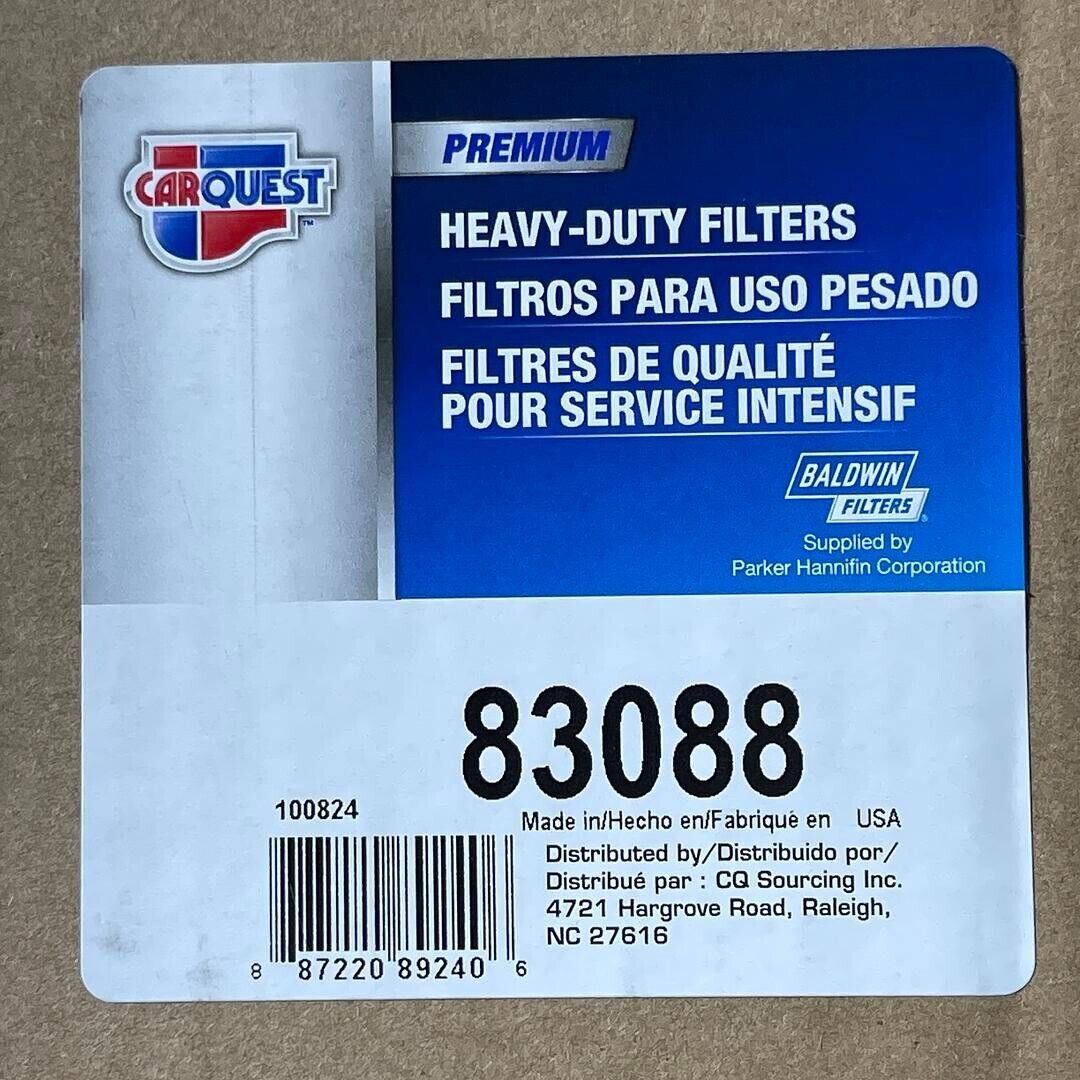 CARQUEST
TM
PREMIUM
HEAVY-DUTY FILTERS
FILTROS PARA USO PESADO
FILTRES DE QUALITÉ
POUR SERVICE INTENSIF
BALDWIN
FILTERS®
Supplied by
Parker Hannifin Corporation
83088
100824
Made in/Hecho en/Fabriqué en USA
Distributed by/Distribuido por/
Distribué par : CQ Sourcing Inc.
4721 Hargrove Road, Raleigh,
NC 27616
8 87220 89240 6